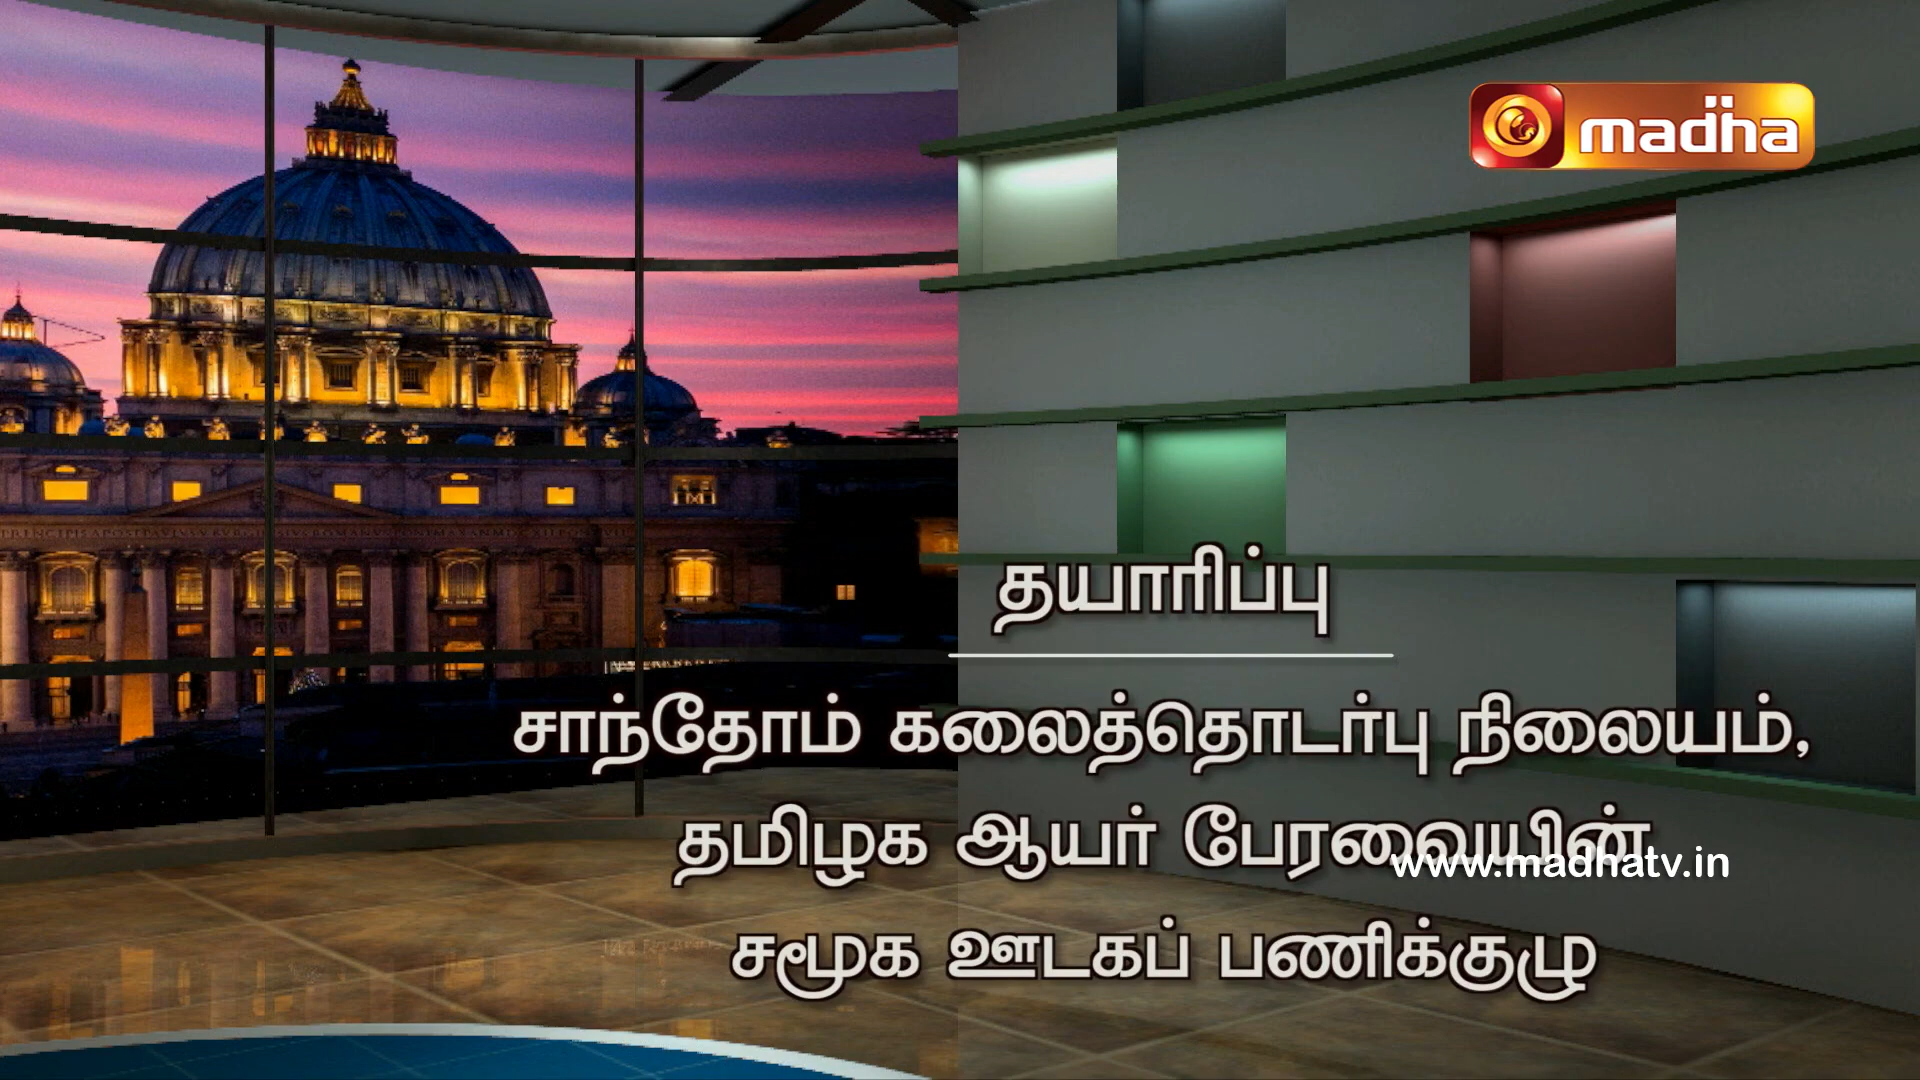 madha
தயாரிப்பு
சாந்தோம் கலைத்தொடர்பு நிலையம்,
தமிழக ஆயர் பேரவையின்
www.madhatv.in
சமூக ஊடகப் பணிக்குழு